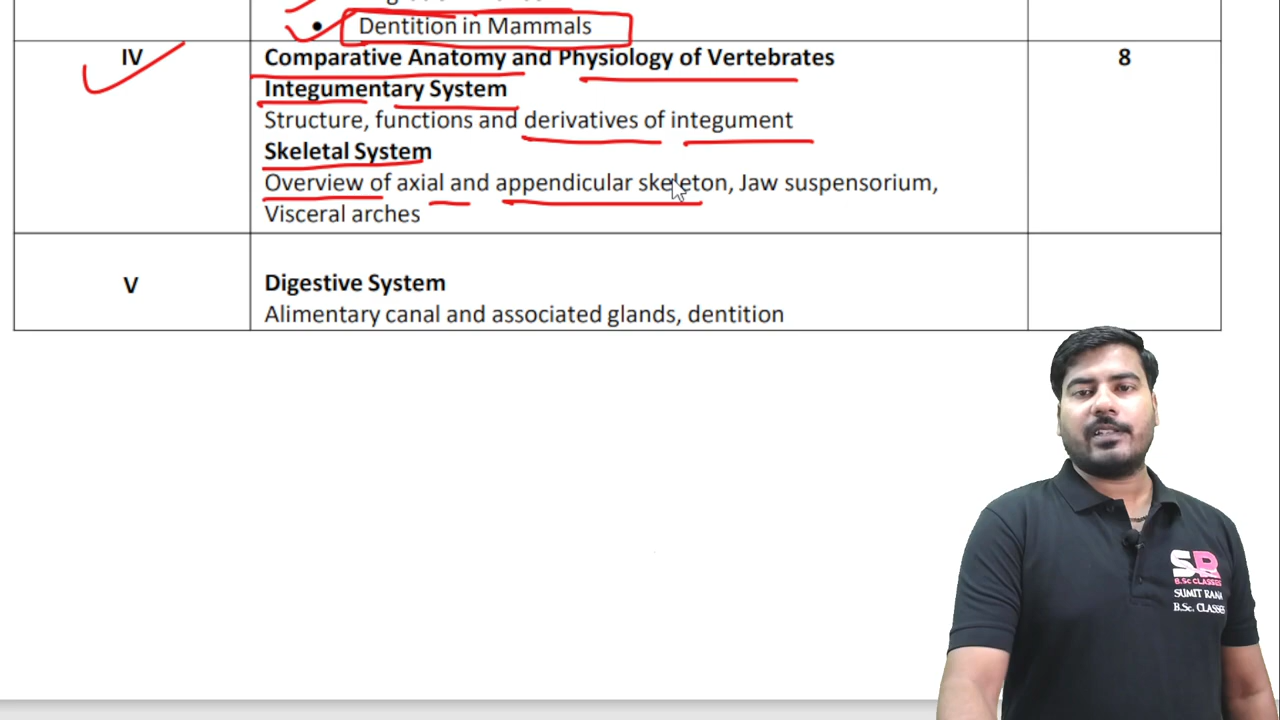 Dentition in Mammals
IV
Comparative Anatomy and Physiology of Vertebrates
8
Integumentary System
Structure, functions and derivatives of integument
Skeletal System
Overview of axial and appendicular skeleton, Jaw suspensorium,
Visceral arches
V
Digestive System
Alimentary canal and associated glands, dentition
SR
B.Sc CLASSES
SUMIT RANA
B.Sc. CLASSES